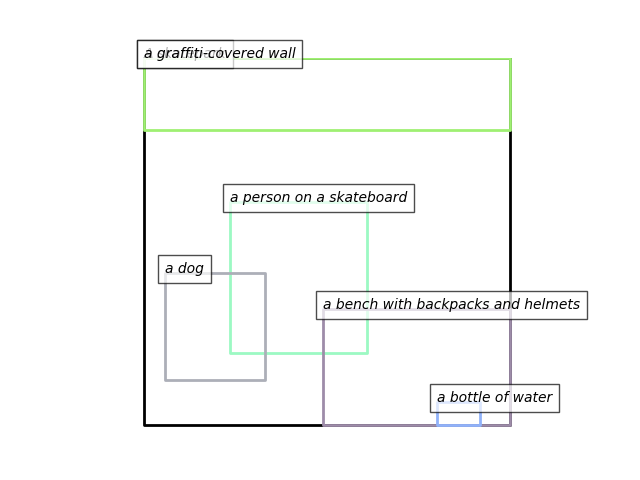 a graffiti-covered wall
a person on a skateboard
a dog
a bench with backpacks and helmets
a bottle of water